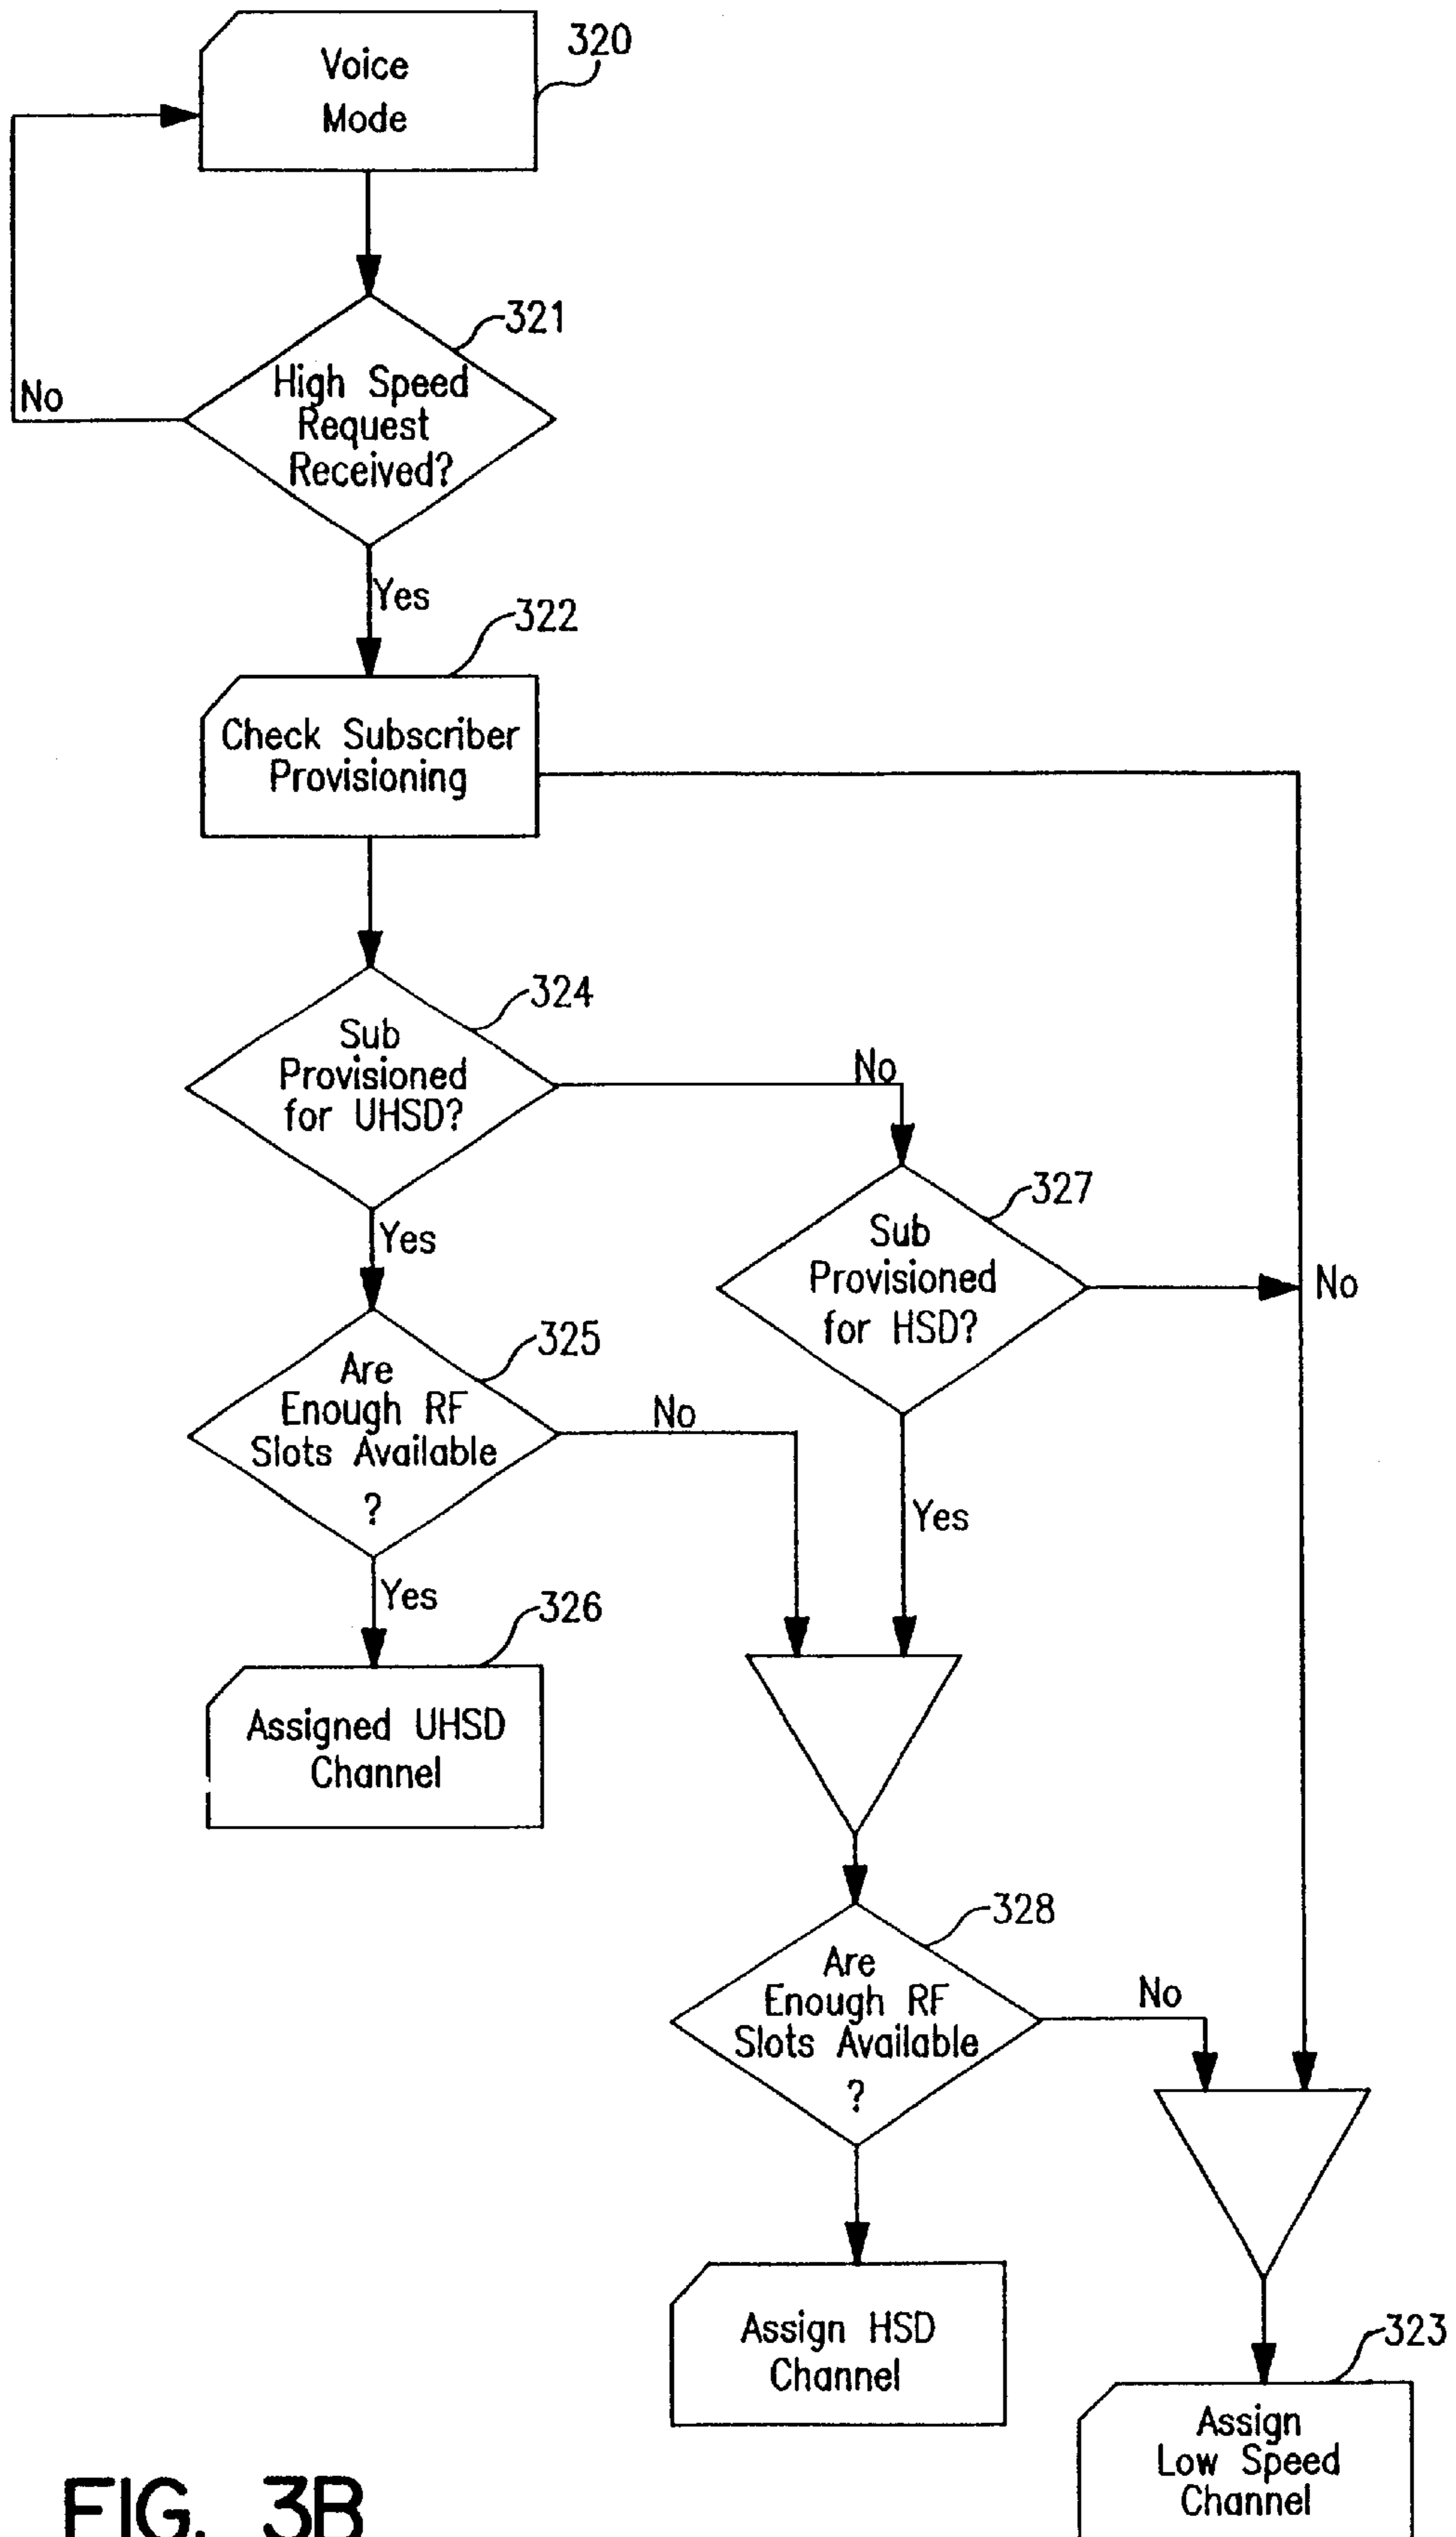 Voice
Mode
320
321
High Speed
Request
Received?
No
Yes
322
Check Subscriber
Provisioning
324
Sub
Provisioned
for UHSD?
No
Yes
327
Sub
Provisioned
for HSD?
No
Yes
325
Are
Enough RF
Slots Available
?
No
Yes
326
Assigned UHSD
Channel
328
Are
Enough RF
Slots Available
?
No
Assign HSD
Channel
323
Assign
Low Speed
Channel
FIG. 3B